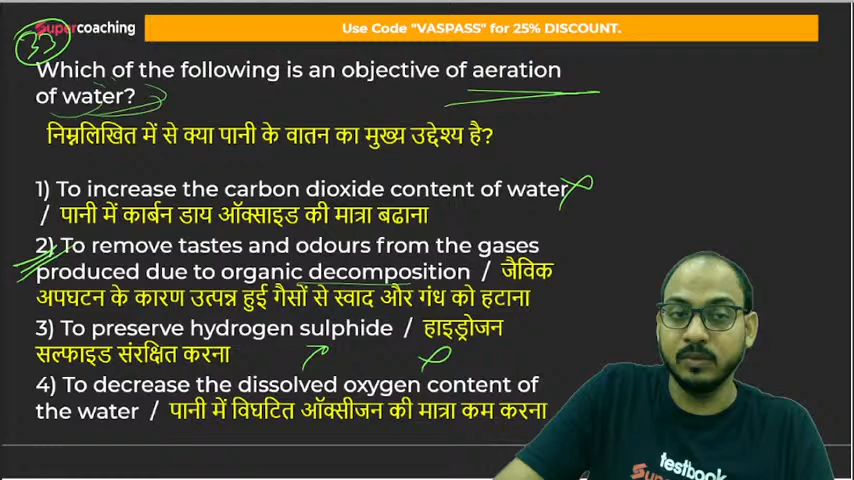 Supercoaching
Use Code "VASPASS" for 25% DISCOUNT.
33
Which of the following is an objective of aeration
of water?
निम्नलिखित में से क्या पानी के वातन का मुख्य उद्देश्य है?
1) To increase the carbon dioxide content of water
/ पानी में कार्बन डाय ऑक्साइड की मात्रा बढाना
2) To remove tastes and odours from the gases
produced due to organic decomposition / जैविक
अपघटन के कारण उत्पन्न हुई गैसों से स्वाद और गंध को हटाना
3) To preserve hydrogen sulphide / हाइड्रोजन
सल्फाइड संरक्षित करना
4) To decrease the dissolved oxygen content of
the water / पानी में विघटित ऑक्सीजन की मात्रा कम करना
testbook